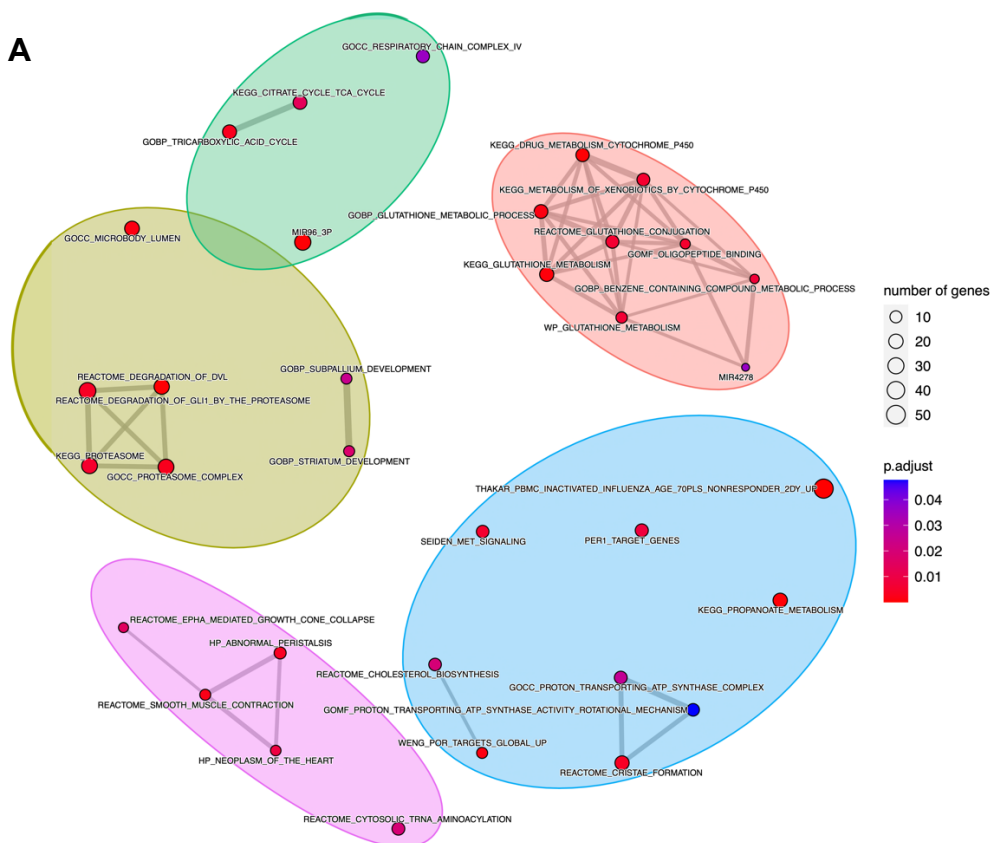 A
GOCC_RESPIRATORY_CHAIN_COMPLEX_IV
KEGG_CITRATE_CYCLE_TCA_CYCLE
GOBP_TRICARBOXYLIC_ACID_CYCLE
MIR96_3P
KEGG_DRUG_METABOLISM_CYTOCHROME_P450
KEGG_METABOLISM_OF_XENOBIOTICS_BY_CYTOCHROME_P450
GOBP_GLUTATHIONE_METABOLIC_PROCESS
REACTOME_GLUTATHIONE_CONJUGATION
GOMF_OLIGOPEPTIDE_BINDING
KEGG_GLUTATHIONE_METABOLISM
GOBP_BENZENE_CONTAINING_COMPOUND_METABOLIC_PROCESS
WP_GLUTATHIONE_METABOLISM
MIR4278
GOCC_MICROBODY_LUMEN
REACTOME_DEGRADATION_OF_DVL
REACTOME_DEGRADATION_OF_GLI1_BY_THE_PROTEASOME
KEGG_PROTEASOME
GOCC_PROTEASOME_COMPLEX
GOBP_SUBPALLIUM_DEVELOPMENT
GOBP_STRIATUM_DEVELOPMENT
THAKAR_PBMC_INACTIVATED_INFLUENZA_AGE_70PLS_NONRESPONDER_2DY_UP
SEIDEN_MET_SIGNALING
PER1_TARGET_GENES
KEGG_PROPANOATE_METABOLISM
REACTOME_CHOLESTEROL_BIOSYNTHESIS
GOCC_PROTON_TRANSPORTING_ATP_SYNTHASE_COMPLEX
GOMF_PROTON_TRANSPORTING_ATP_SYNTHASE_ACTIVITY_ROTATIONAL_MECHANISM
WENG_POR_TARGETS_GLOBAL_UP
REACTOME_CRISTAE_FORMATION
REACTOME_EPHA_MEDIATED_GROWTH_CONE_COLLAPSE
HP_ABNORMAL_PERISTALSIS
REACTOME_SMOOTH_MUSCLE_CONTRACTION
HP_NEOPLASM_OF_THE_HEART
REACTOME_CYTOSOLIC_TRNA_AMINOACYLATION
number of genes
10
20
30
40
50
p.adjust
0.04
0.03
0.02
0.01